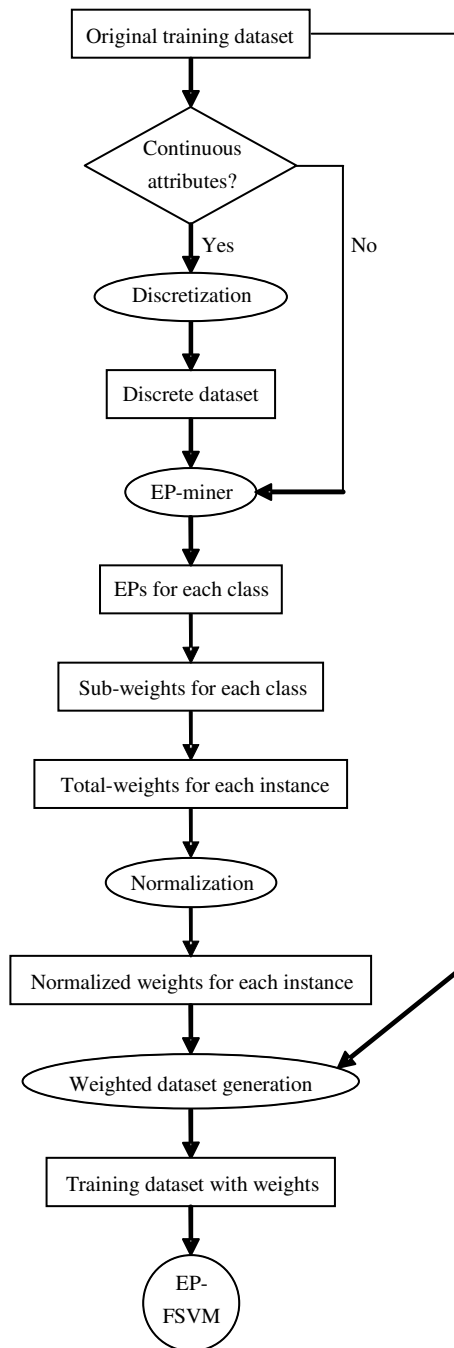 Original training dataset
Continuous
attributes?
Yes
No
Discretization
Discrete dataset
EP-miner
EPs for each class
Sub-weights for each class
Total-weights for each instance
Normalization
Normalized weights for each instance
Weighted dataset generation
Training dataset with weights
EP-
FSVM